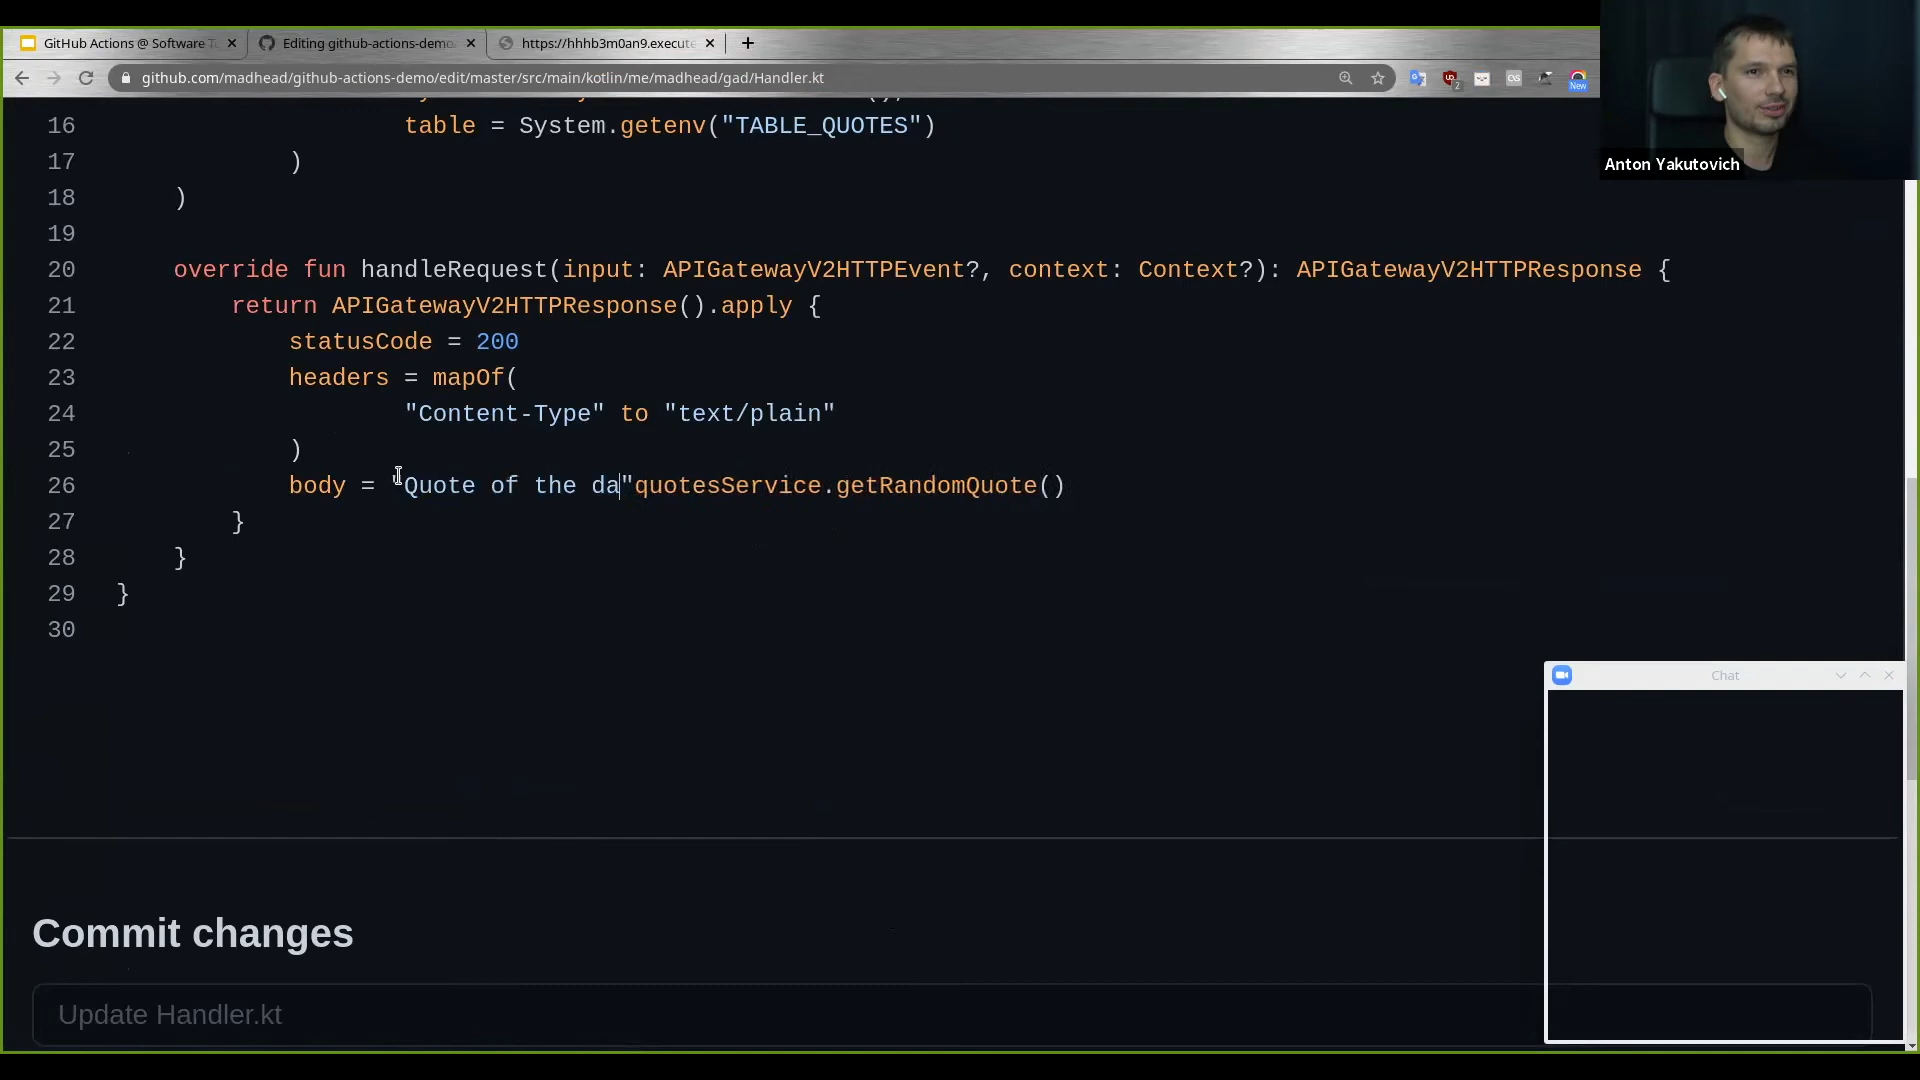 GitHub Actions @ Software T
Editing github-actions-demo
https://hhhb3m0an9.execute
github.com/madhead/github-actions-demo/edit/master/src/main/kotlin/me/madhead/gad/Handler.kt
2
New
Anton Yakutovich
16 table = System.getenv("TABLE_QUOTES")
17 )
18 )
19
20 override fun handleRequest(input: APIGatewayV2HTTPEvent?, context: Context?): APIGatewayV2HTTPResponse {
21 return APIGatewayV2HTTPResponse().apply {
22 statusCode = 200
23 headers = mapOf(
24 "Content-Type" to "text/plain"
25 )
26 body = "Quote of the da"quotesService.getRandomQuote()
27 }
28 }
29 }
30
Chat
Commit changes
Update Handler.kt